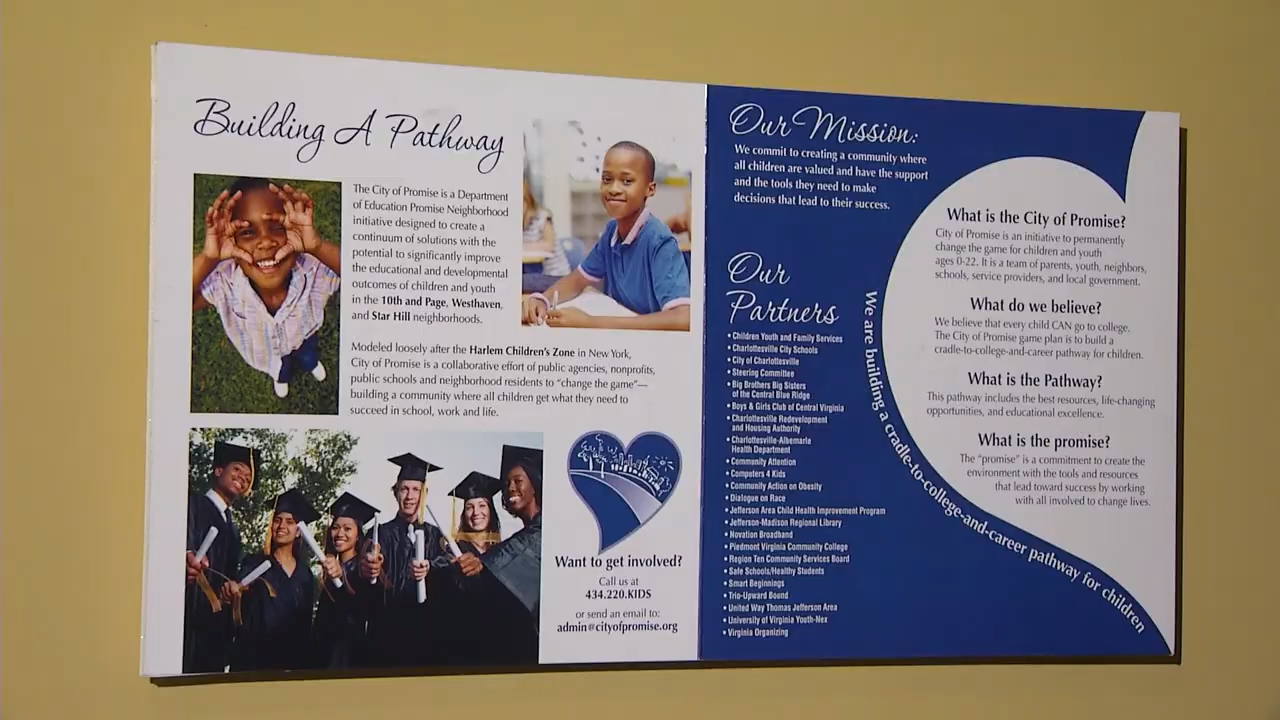 Building A Pathway
The City of Promise is a Department
of Education Promise Neighborhood
initiative designed to create a
continuum of solutions with the
potential to significantly improve
the educational and developmental
outcomes of children and youth
in the 10th and Page, Westhaven,
and Star Hill neighborhoods.
Modeled loosely after the Harlem Children's Zone in New York,
City of Promise is a collaborative effort of public agencies, nonprofits,
public schools and neighborhood residents to "change the game"—
building a community where all children get what they need to
succeed in school, work and life.
Want to get involved?
Call us at
434.220.KIDS
or send an email to:
admin@cityofpromise.org
Our Mission:
We commit to creating a community where
all children are valued and have the support
and the tools they need to make
decisions that lead to their success.
Our
Partners
• Children Youth and Family Services
• Charlottesville City Schools
• City of Charlottesville
• Steering Committee
• Big Brothers Big Sisters
of the Central Blue Ridge
• Boys & Girls Club of Central Virginia
• Charlottesville Redevelopment
and Housing Authority
• Charlottesville-Albemarle
Health Department
• Community Attention
• Computers 4 Kids
• Community Action on Obesity
• Dialogue on Race
• Jefferson Area Child Health Improvement Program
• Jefferson-Madison Regional Library
• Novation Broadband
• Piedmont Virginia Community College
• Region Ten Community Services Board
• Safe Schools/Healthy Students
• Smart Beginnings
• Trio-Upward Bound
• United Way Thomas Jefferson Area
• University of Virginia Youth-Nex
• Virginia Organizing
We are building a cradle-to-college-and-career pathway for children
What is the City of Promise?
City of Promise is an initiative to permanently
change the game for children and youth
ages 0-22. It is a team of parents, youth, neighbors,
schools, service providers, and local government.
What do we believe?
We believe that every child CAN go to college.
The City of Promise game plan is to build a
cradle-to-college-and-career pathway for children.
What is the Pathway?
This pathway includes the best resources, life-changing
opportunities, and educational excellence.
What is the promise?
The "promise" is a commitment to create the
environment with the tools and resources
that lead toward success by working
with all involved to change lives.